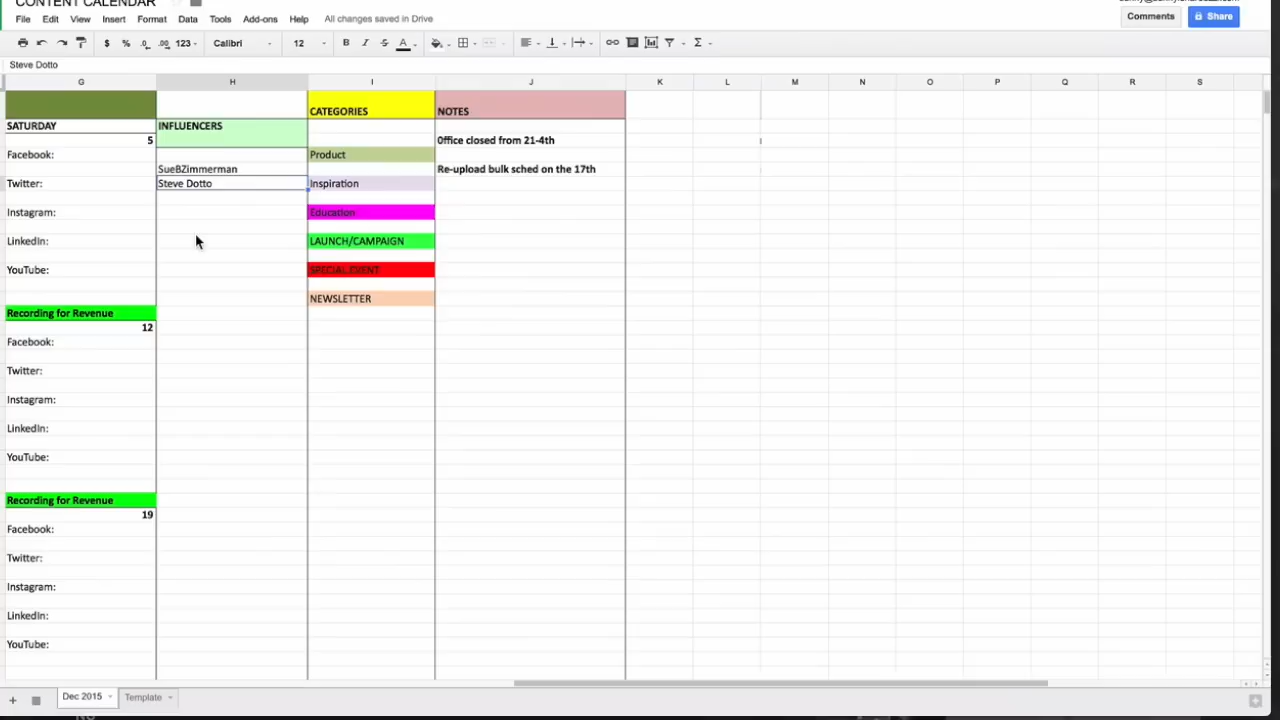 CONTENT CALENDAR
File Edit View Insert Format Data Tools Add-ons Help All changes saved in Drive Comments Share
$ % .0 .00 123 Calibri 12 B I S A Σ
Steve Dotto
G H I J K L M N O P Q R S
CATEGORIES NOTES
SATURDAY INFLUENCERS
5 Office closed from 21-4th
Facebook: Product
SueBZimmerman Re-upload bulk sched on the 17th
Twitter: Steve Dotto Inspiration
Instagram: Education
LinkedIn: LAUNCH/CAMPAIGN
YouTube: SPECIAL EVENT
NEWSLETTER
Recording for Revenue
12
Facebook:
Twitter:
Instagram:
LinkedIn:
YouTube:
Recording for Revenue
19
Facebook:
Twitter:
Instagram:
LinkedIn:
YouTube:
Dec 2015 Template